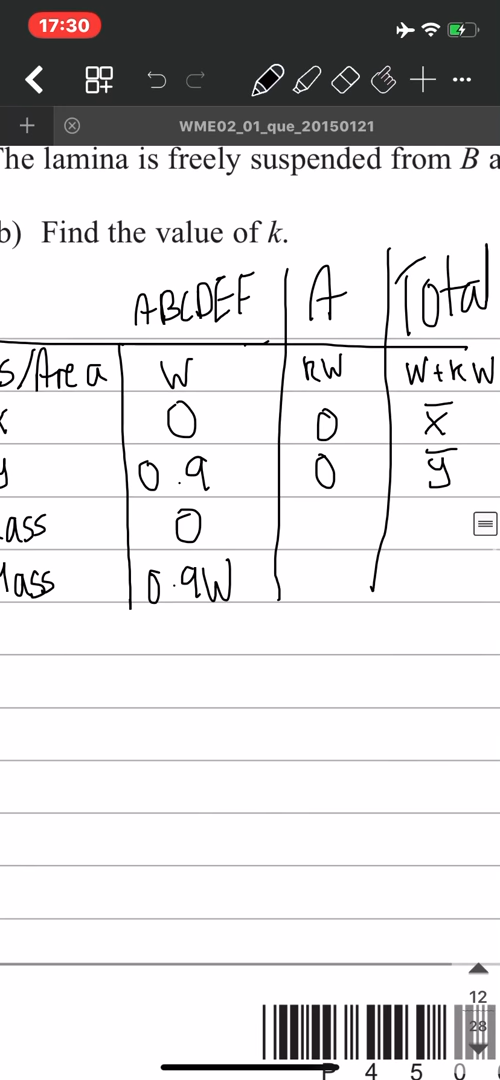 17:30
WME02_01_que_20150121
The lamina is freely suspended from B a
b) Find the value of k.
ABCDEF A Total
s/Area W kW W+kW
x 0 0 x̄
y 0.9 0 ȳ
ass 0
Mass 0.9W
12
28
P 4 5 0